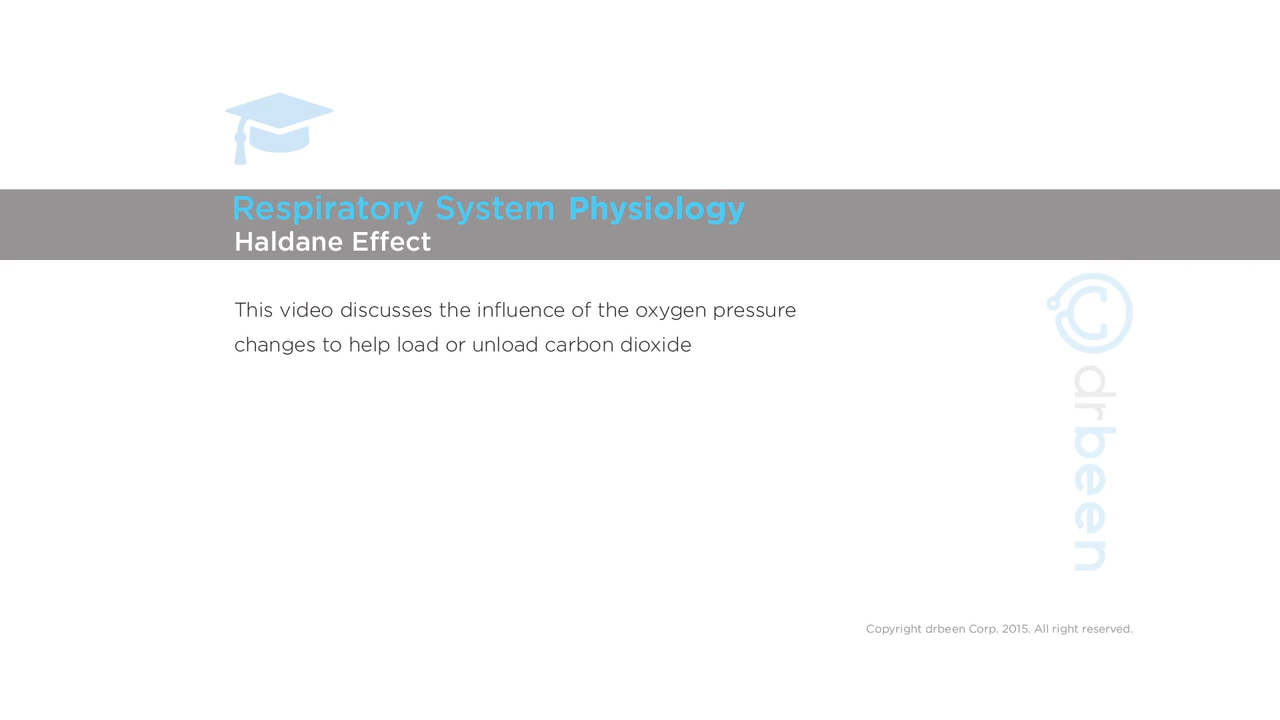 Respiratory System Physiology
Haldane Effect
This video discusses the influence of the oxygen pressure
changes to help load or unload carbon dioxide
drbeen
Copyright drbeen Corp. 2015. All right reserved.